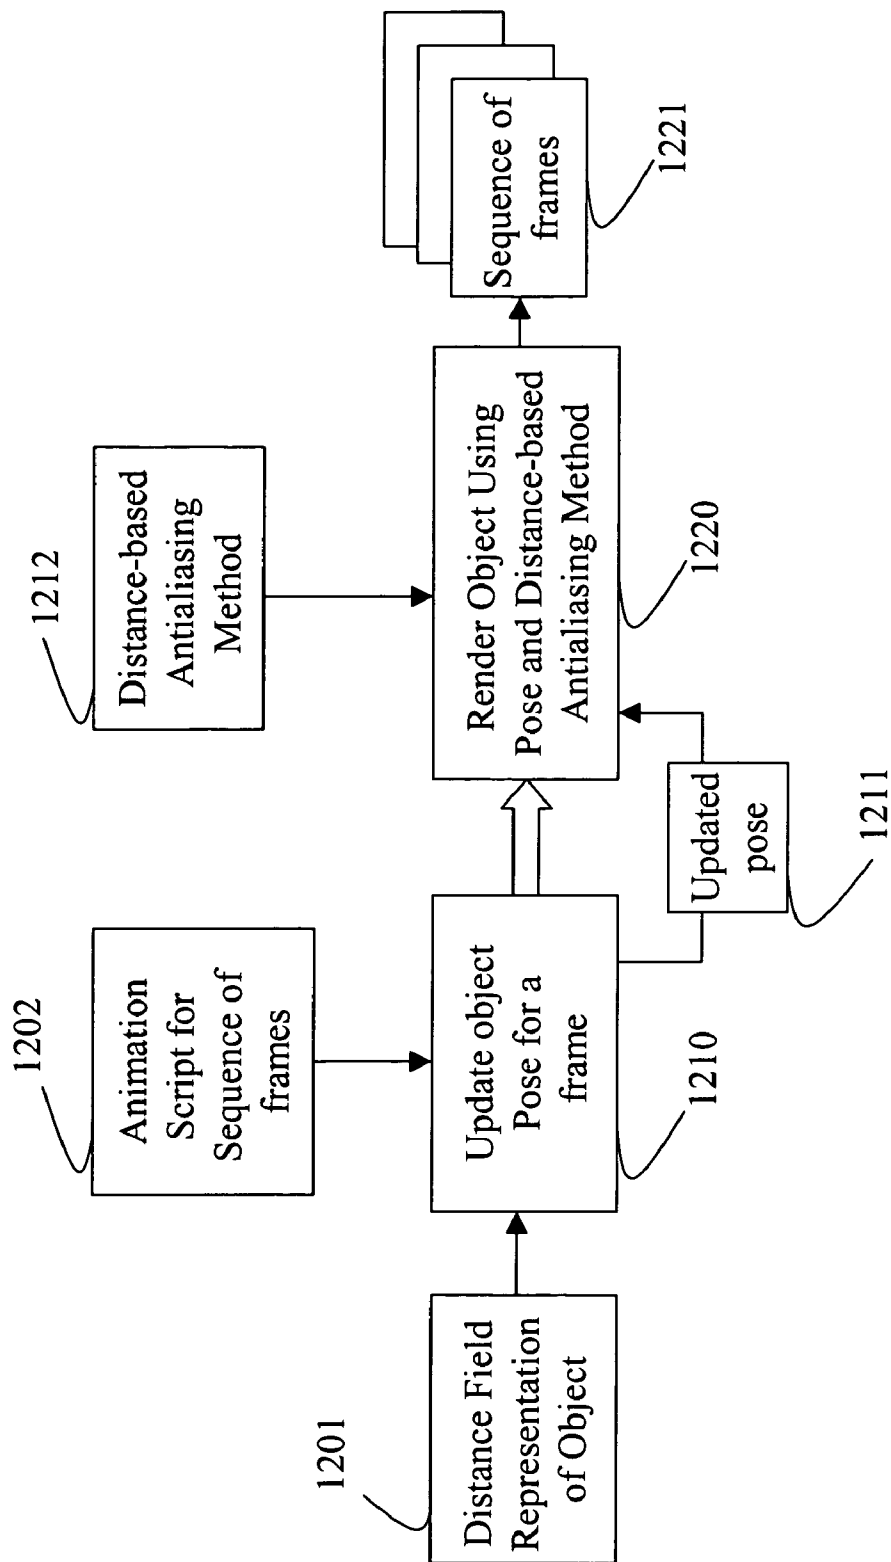 1202
Animation
Script for
Sequence of
frames
1212
Distance-based
Antialiasing
Method
1201
Distance Field
Representation
of Object
Update object
Pose for a
frame
1210
Updated
pose
1211
Render Object Using
Pose and Distance-based
Antialiasing Method
1220
Sequence of
frames
1221